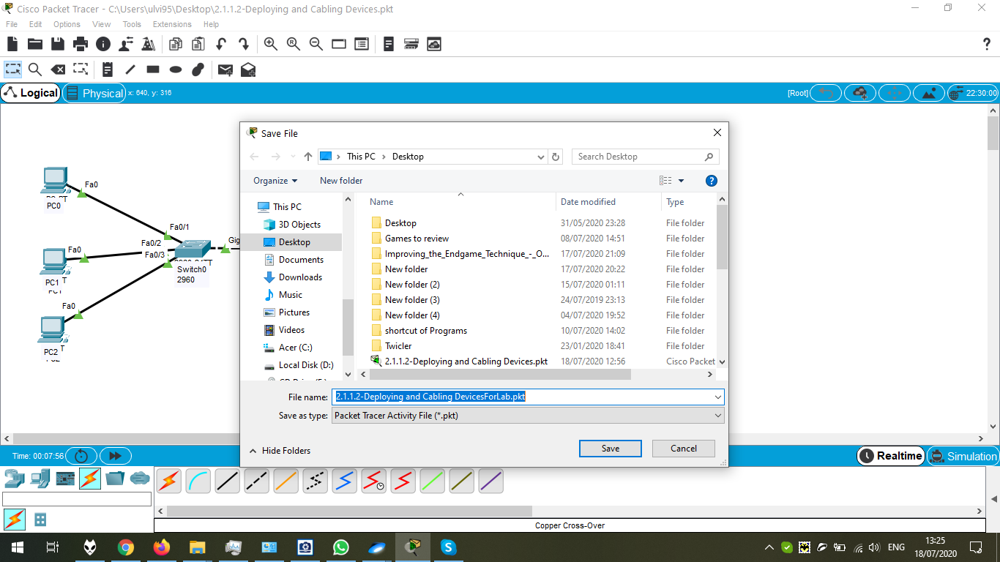 Cisco Packet Tracer - C:\Users\ulvi95\Desktop\2.1.1.2-Deploying and Cabling Devices.pkt
File Edit Options View Tools Extensions Help
Logical Physical x: 640, y: 316 [Root] 22:30:00
Save File
This PC Desktop Search Desktop
Organize New folder
Name Date modified Type
This PC
3D Objects
Desktop
Documents
Downloads
Music
Pictures
Videos
Acer (C:)
Local Disk (D:)
Desktop 31/05/2020 23:28 File folder
Games to review 08/07/2020 14:51 File folder
Improving_the_Endgame_Technique_-_O... 17/07/2020 21:09 File folder
New folder 17/07/2020 20:22 File folder
New folder (2) 15/07/2020 01:11 File folder
New folder (3) 24/07/2019 23:13 File folder
New folder (4) 04/07/2020 19:52 File folder
shortcut of Programs 10/07/2020 14:02 File folder
Twicler 23/01/2020 18:41 File folder
2.1.1.2-Deploying and Cabling Devices.pkt 18/07/2020 12:56 Cisco Packet
File name: 2.1.1.2-Deploying and Cabling DevicesForLab.pkt
Save as type: Packet Tracer Activity File (*.pkt)
Hide Folders Save Cancel
Fa0
PC0
Fa0/1
Fa0/2
Fa0/3
Gig
Fa0
PC1 T
Switch0
2960
Fa0
T
PC2
Time: 00:07:56 Realtime Simulation
Copper Cross-Over
ENG 13:25
18/07/2020